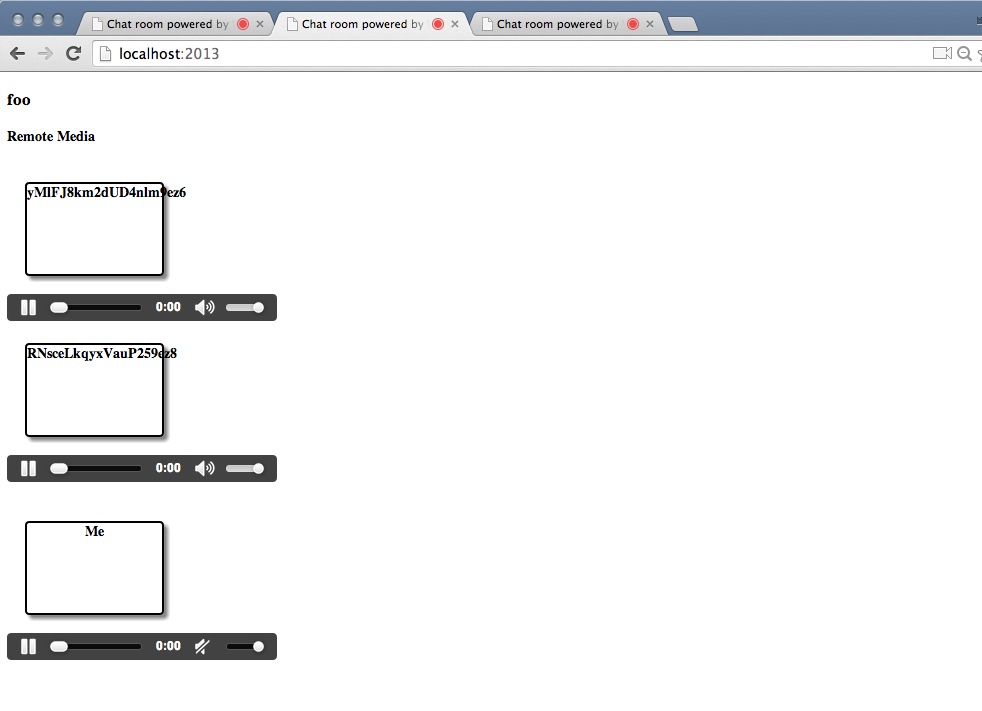 Chat room powered by
Chat room powered by
Chat room powered by
localhost:2013
foo
Remote Media
yMlFJ8km2dUD4nlm9ez6
0:00
RNsceLkqyxVauP259ez8
0:00
Me
0:00